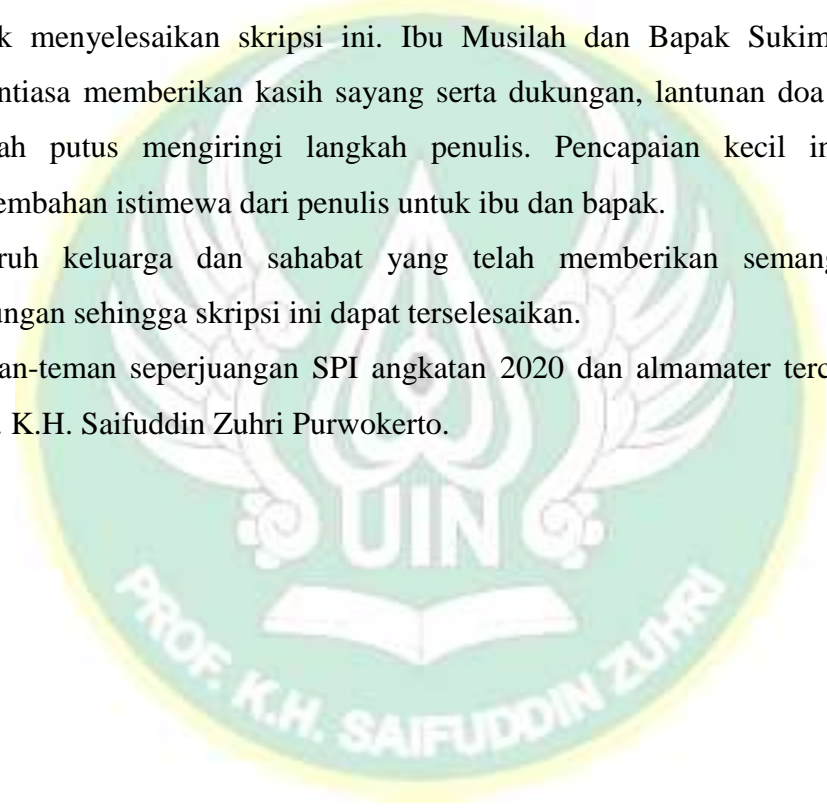 k menyelesaikan skripsi ini. Ibu Musilah dan Bapak Sukim
ntiasa memberikan kasih sayang serta dukungan, lantunan doa
ah putus mengiringi langkah penulis. Pencapaian kecil in
embahan istimewa dari penulis untuk ibu dan bapak.
ruh keluarga dan sahabat yang telah memberikan semang
ungan sehingga skripsi ini dapat terselesaikan.
an-teman seperjuangan SPI angkatan 2020 dan almamater terc
. K.H. Saifuddin Zuhri Purwokerto.
UIN
PROF. K.H. SAIFUDDIN ZUHRI